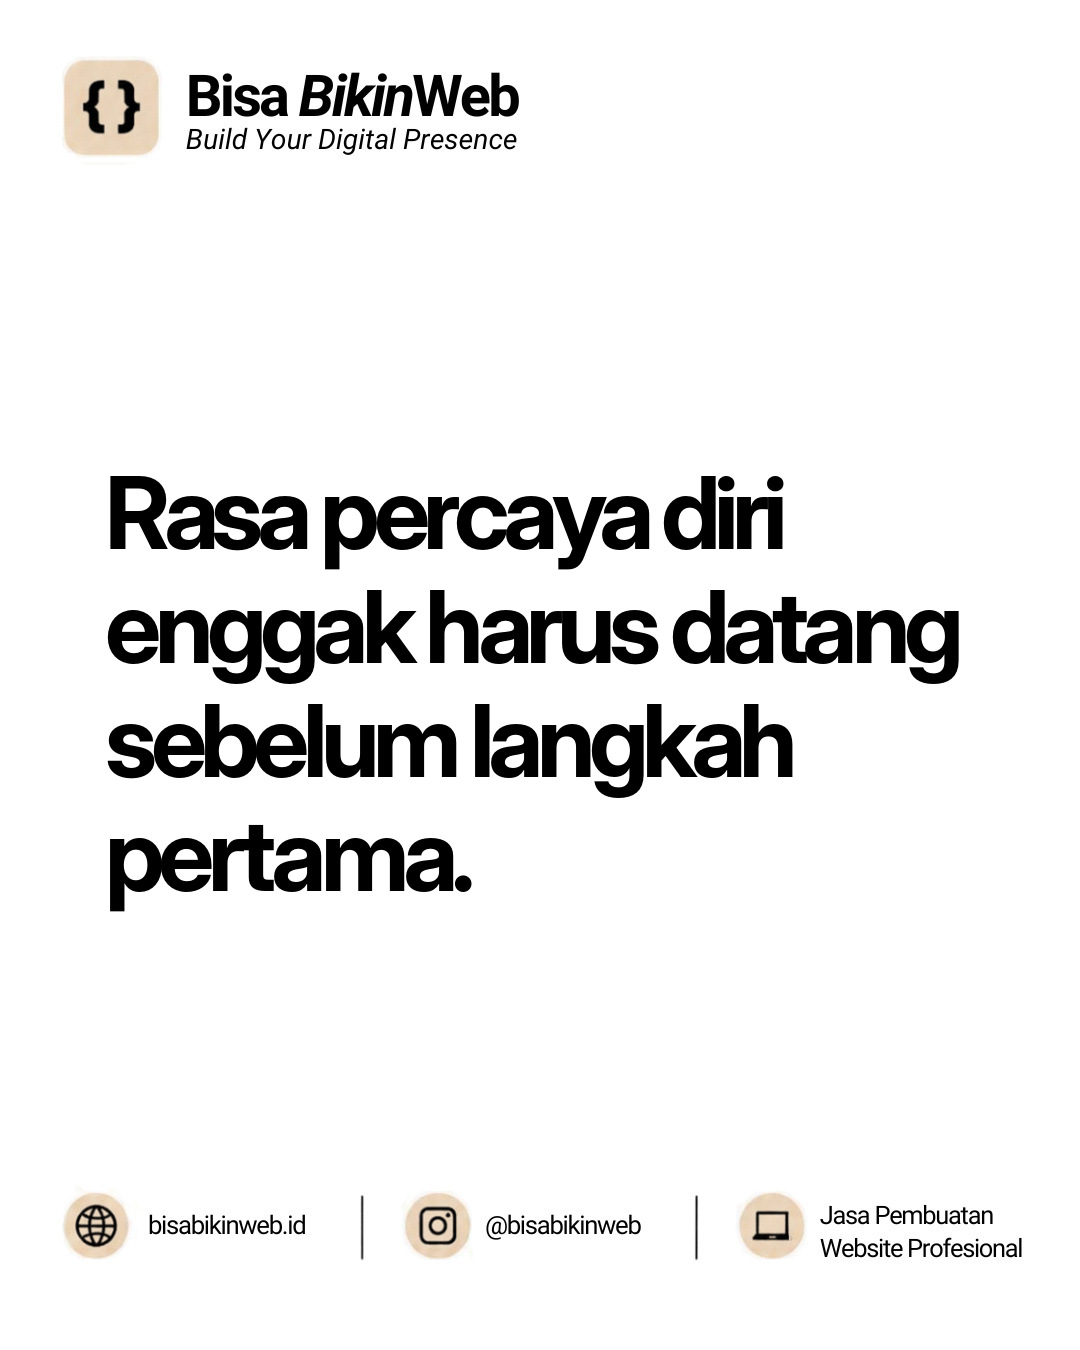 { }
Bisa BikinWeb
Build Your Digital Presence
Rasa percaya diri
enggak harus datang
sebelum langkah
pertama.
bisabikinweb.id
@bisabikinweb
Jasa Pembuatan
Website Profesional